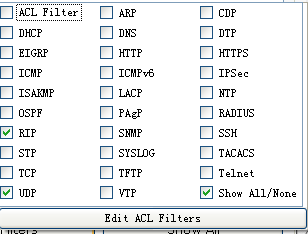 ACL Filter ARP CDP
DHCP DNS DTP
EIGRP HTTP HTTPS
ICMP ICMPv6 IPSec
ISAKMP LACP NTP
OSPF PAgP RADIUS
RIP SNMP SSH
STP SYSLOG TACACS
TCP TFTP Telnet
UDP VTP Show All/None
Edit ACL Filters
Show All